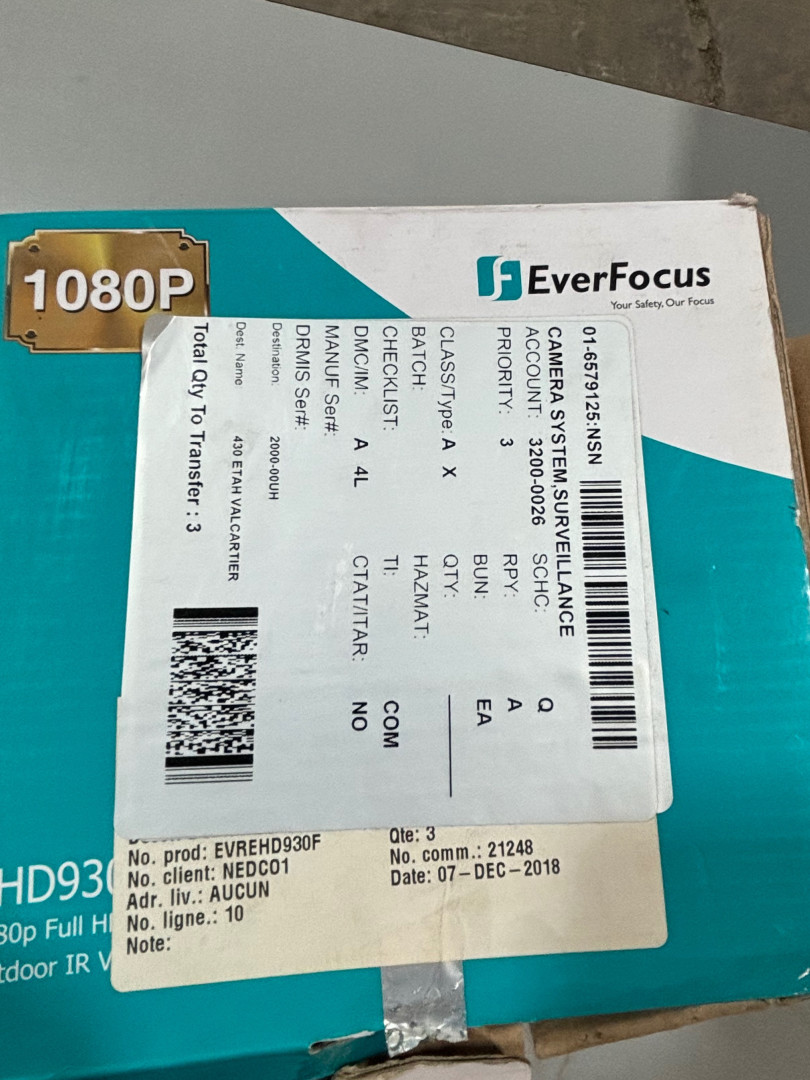 1080P
EverFocus
Your Safety, Our Focus
01-6579125:NSN
CAMERA SYSTEM,SURVEILLANCE
ACCOUNT: 3200-0026 SCHC: Q
PRIORITY: 3 RPY: A
BUN: EA
CLASS/Type: A X QTY:
BATCH: HAZMAT:
CHECKLIST: TI: COM
DMC/IM: A 4L CTAT/ITAR: NO
MANUF Ser#:
DRMIS Ser#:
Destination: 2000-00UH
Dest. Name: 430 ETAH VALCARTIER
Total Qty To Transfer : 3
No. prod: EVREHD930F
No. client: NEDCO1
Adr. liv.: AUCUN
No. ligne.: 10
Note:
Qte: 3
No. comm.: 21248
Date: 07-DEC-2018
HD930
80p Full H
tdoor IR V